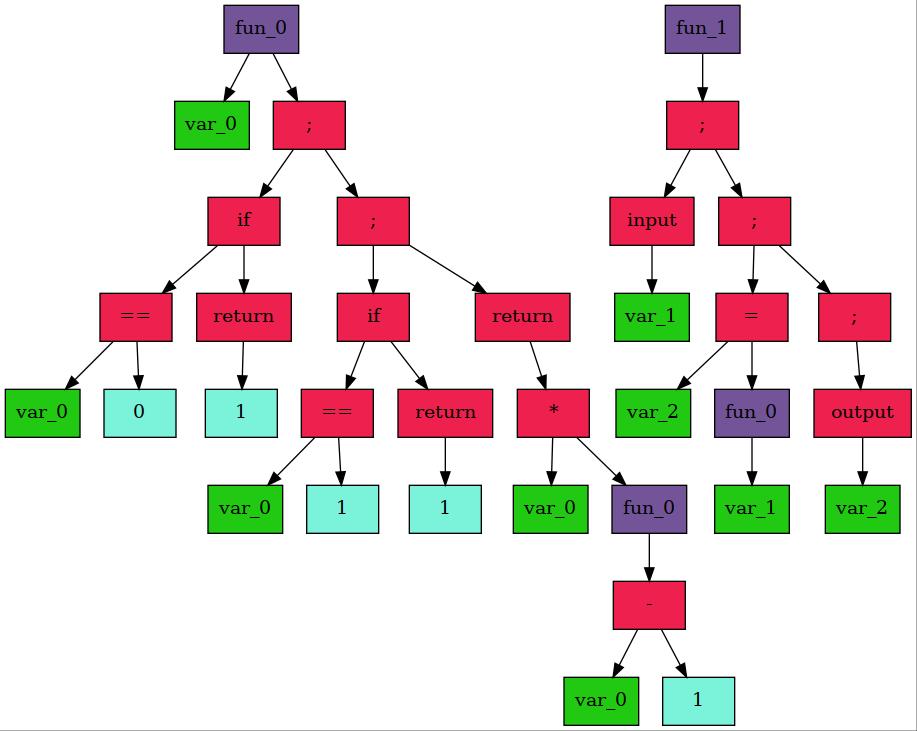 fun_0
fun_1
var_0
;
;
if
;
input
;
==
return
if
return
var_1
=
;
var_0
0
1
==
return
*
var_2
fun_0
output
var_0
1
1
var_0
fun_0
var_1
var_2
-
var_0
1